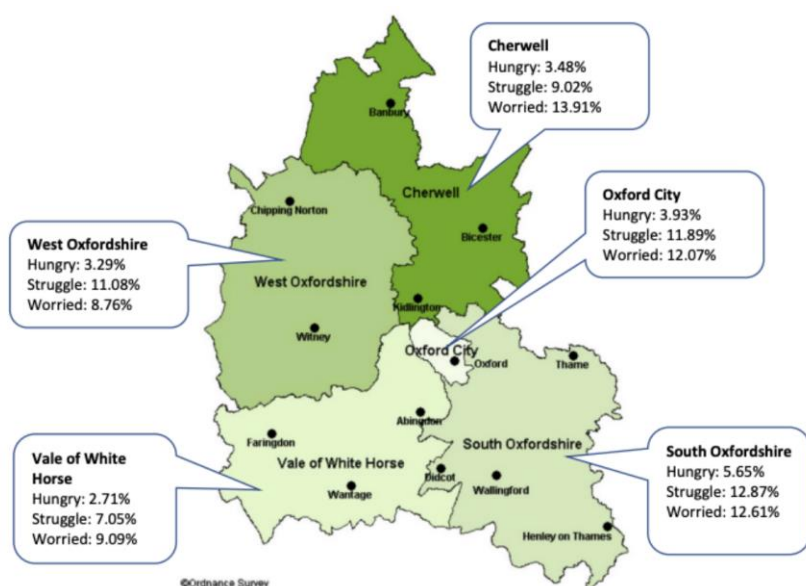 Cherwell
Hungry: 3.48%
Struggle: 9.02%
Worried: 13.91%
Banbury
Cherwell
Oxford City
Hungry: 3.93%
Struggle: 11.89%
Worried: 12.07%
Chipping Norton
Bicester
West Oxfordshire
Hungry: 3.29%
Struggle: 11.08%
Worried: 8.76%
West Oxfordshire
Kidlington
Witney
Oxford City
Oxford
Thame
Abingdon
Faringdon
Vale of White
Horse
Hungry: 2.71%
Struggle: 7.05%
Worried: 9.09%
Vale of White Horse
South Oxfordshire
Didcot
Wantage
Wallingford
South Oxfordshire
Hungry: 5.65%
Struggle: 12.87%
Worried: 12.61%
Henley on Thames
©Ordnance Survey